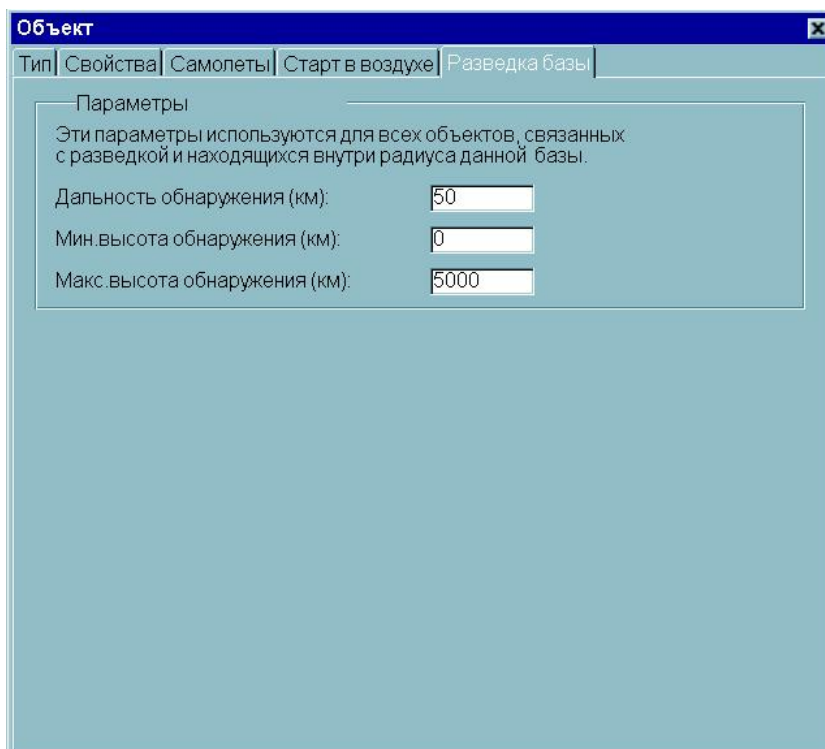 Объект
Тип Свойства Самолеты Старт в воздухе Разведка базы
Параметры
Эти параметры используются для всех объектов, связанных
с разведкой и находящихся внутри радиуса данной базы.
Дальность обнаружения (км): 50
Мин.высота обнаружения (км): 0
Макс.высота обнаружения (км): 5000